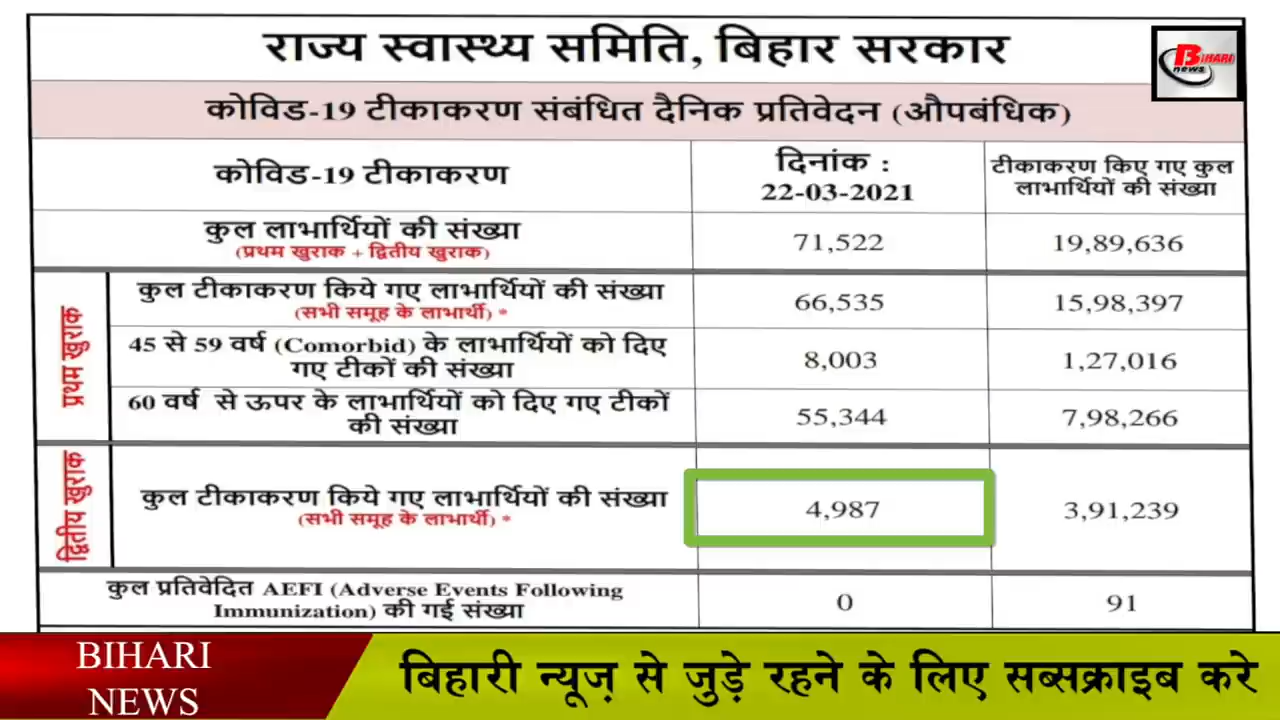 राज्य स्वास्थ्य समिति, बिहार सरकार
BIHARI
news
कोविड-19 टीकाकरण संबंधित दैनिक प्रतिवेदन (औपबंधिक)
कोविड-19 टीकाकरण
दिनांक :
22-03-2021
टीकाकरण किए गए कुल
लाभार्थियों की संख्या
कुल लाभार्थियों की संख्या
(प्रथम खुराक + द्वितीय खुराक)
71,522
19,89,636
प्रथम खुराक
कुल टीकाकरण किये गए लाभार्थियों की संख्या
(सभी समूह के लाभार्थी) *
66,535
15,98,397
45 से 59 वर्ष (Comorbid) के लाभार्थियों को दिए
गए टीकों की संख्या
8,003
1,27,016
60 वर्ष से ऊपर के लाभार्थियों को दिए गए टीकों
की संख्या
55,344
7,98,266
द्वितीय खुराक
कुल टीकाकरण किये गए लाभार्थियों की संख्या
(सभी समूह के लाभार्थी) *
4,987
3,91,239
कुल प्रतिवेदित AEFI (Adverse Events Following
Immunization) की गई संख्या
0
91
BIHARI
NEWS
बिहारी न्यूज़ से जुड़े रहने के लिए सब्सक्राइब करे